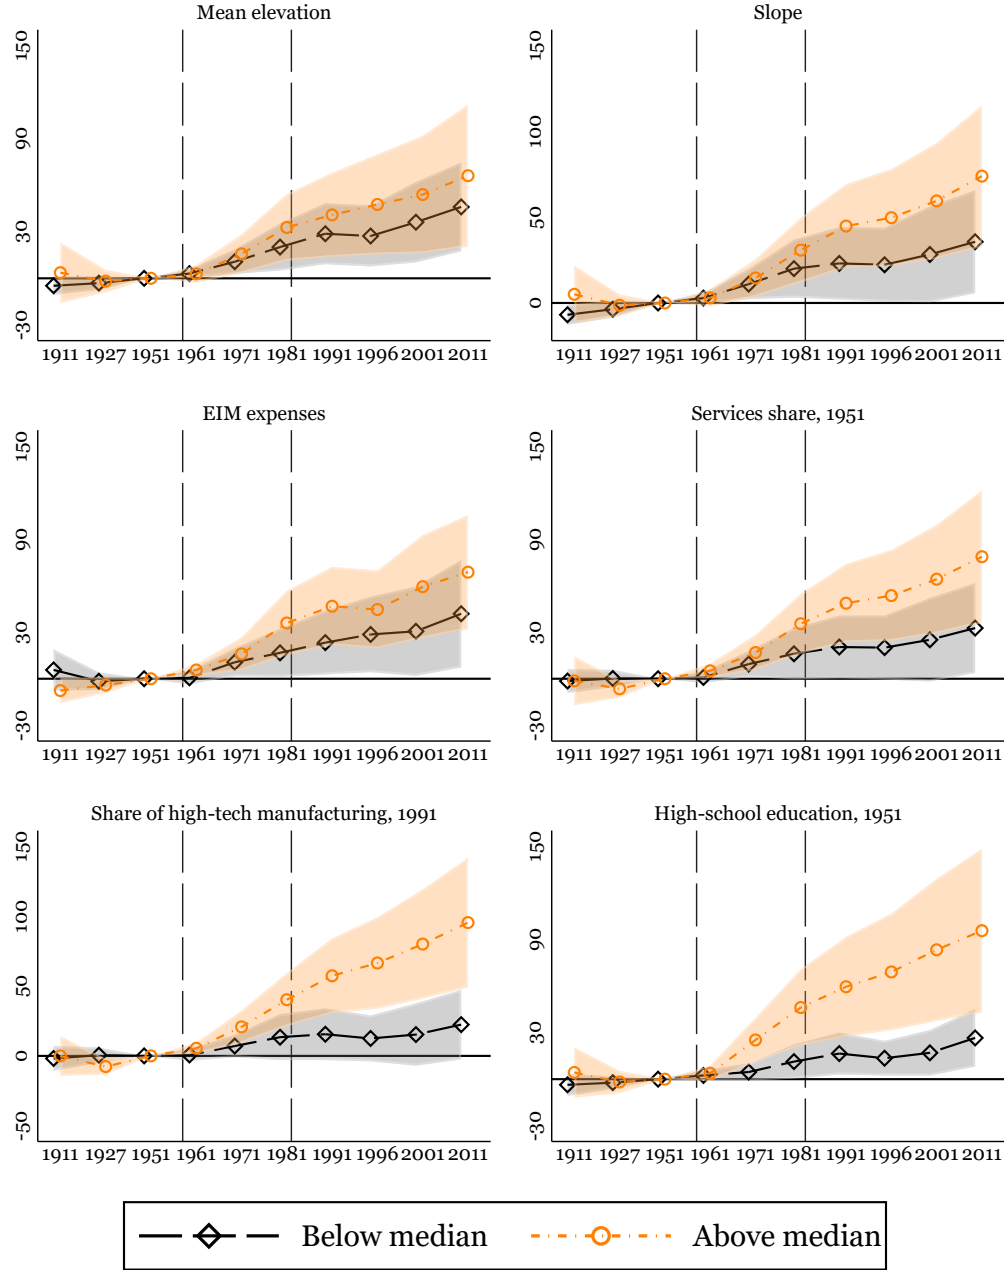 Mean elevation
150
90
30
-30
1911 1927 1951 1961 1971 1981 1991 1996 2001 2011
Slope
150
100
50
0
1911 1927 1951 1961 1971 1981 1991 1996 2001 2011
EIM expenses
150
90
30
-30
1911 1927 1951 1961 1971 1981 1991 1996 2001 2011
Services share, 1951
150
90
30
-30
1911 1927 1951 1961 1971 1981 1991 1996 2001 2011
Share of high-tech manufacturing, 1991
150
100
50
0
-50
1911 1927 1951 1961 1971 1981 1991 1996 2001 2011
High-school education, 1951
150
90
30
-30
1911 1927 1951 1961 1971 1981 1991 1996 2001 2011
Below median Above median